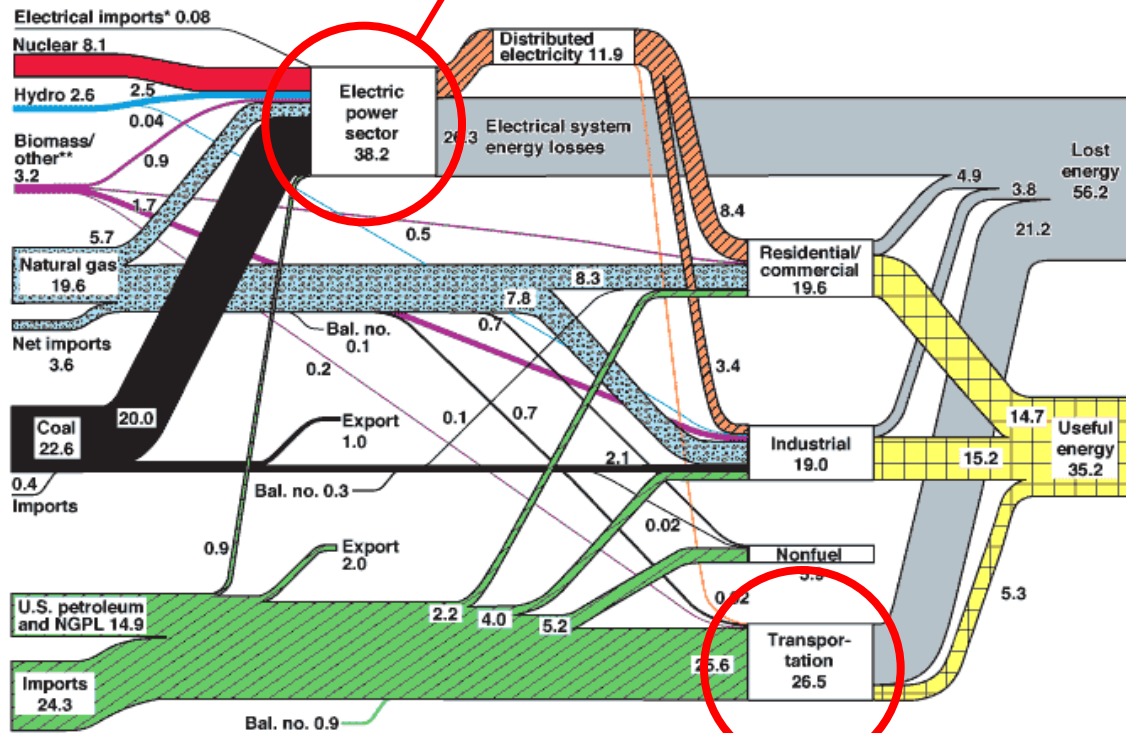 Electrical imports* 0.08
Nuclear 8.1
Hydro 2.6
2.5
0.04
Biomass/
other**
3.2
0.9
1.7
5.7
Natural gas
19.6
Net imports
3.6
Coal
22.6
20.0
0.4
Imports
Electric
power
sector
38.2
Distributed
electricity 11.9
26.3
Electrical system
energy losses
Lost
energy
56.2
4.9
3.8
21.2
8.4
0.5
8.3
Residential/
commercial
19.6
7.8
0.7
Bal. no.
0.1
0.2
3.4
0.1
0.7
Export
1.0
2.1
Industrial
19.0
14.7
15.2
Useful
energy
35.2
Bal. no. 0.3
0.02
0.9
Export
2.0
Nonfuel
U.S. petroleum
and NGPL 14.9
2.2
4.0
5.2
5.3
Transpor-
tation
26.5
25.6
Imports
24.3
Bal. no. 0.9